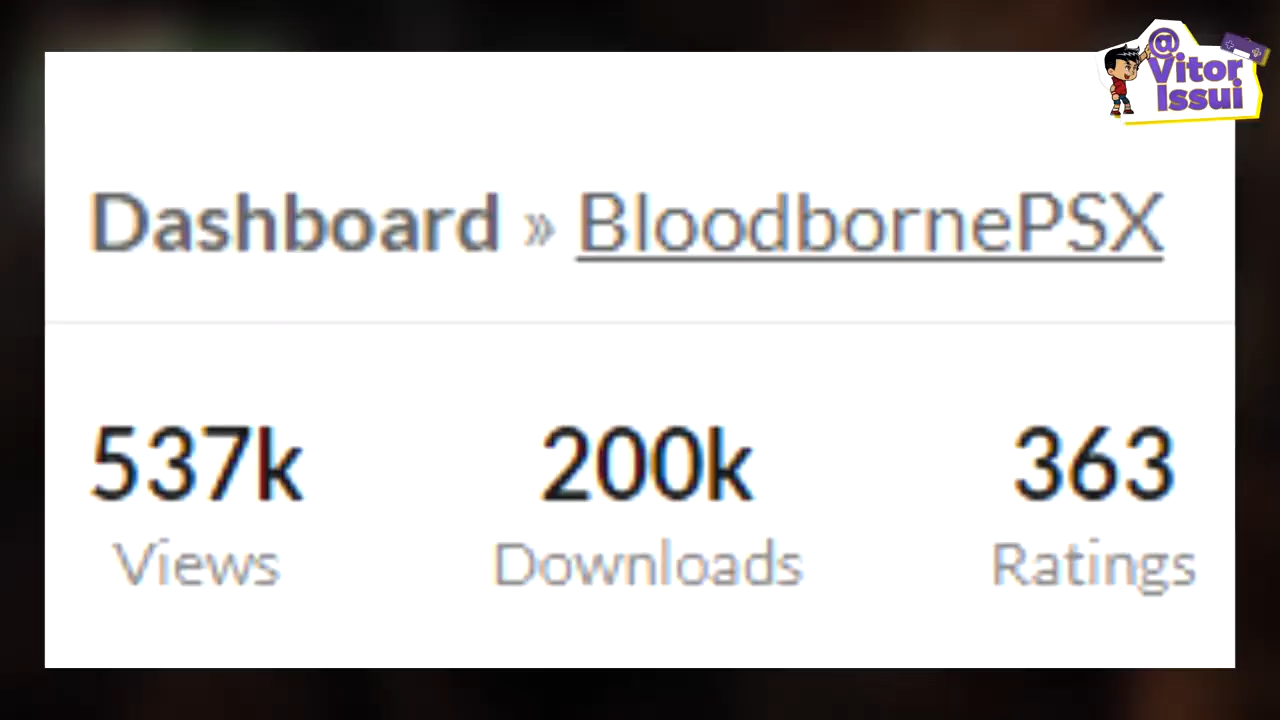 @
Vitor
Issui
Dashboard » BloodbornePSX
537k 200k 363
Views Downloads Ratings